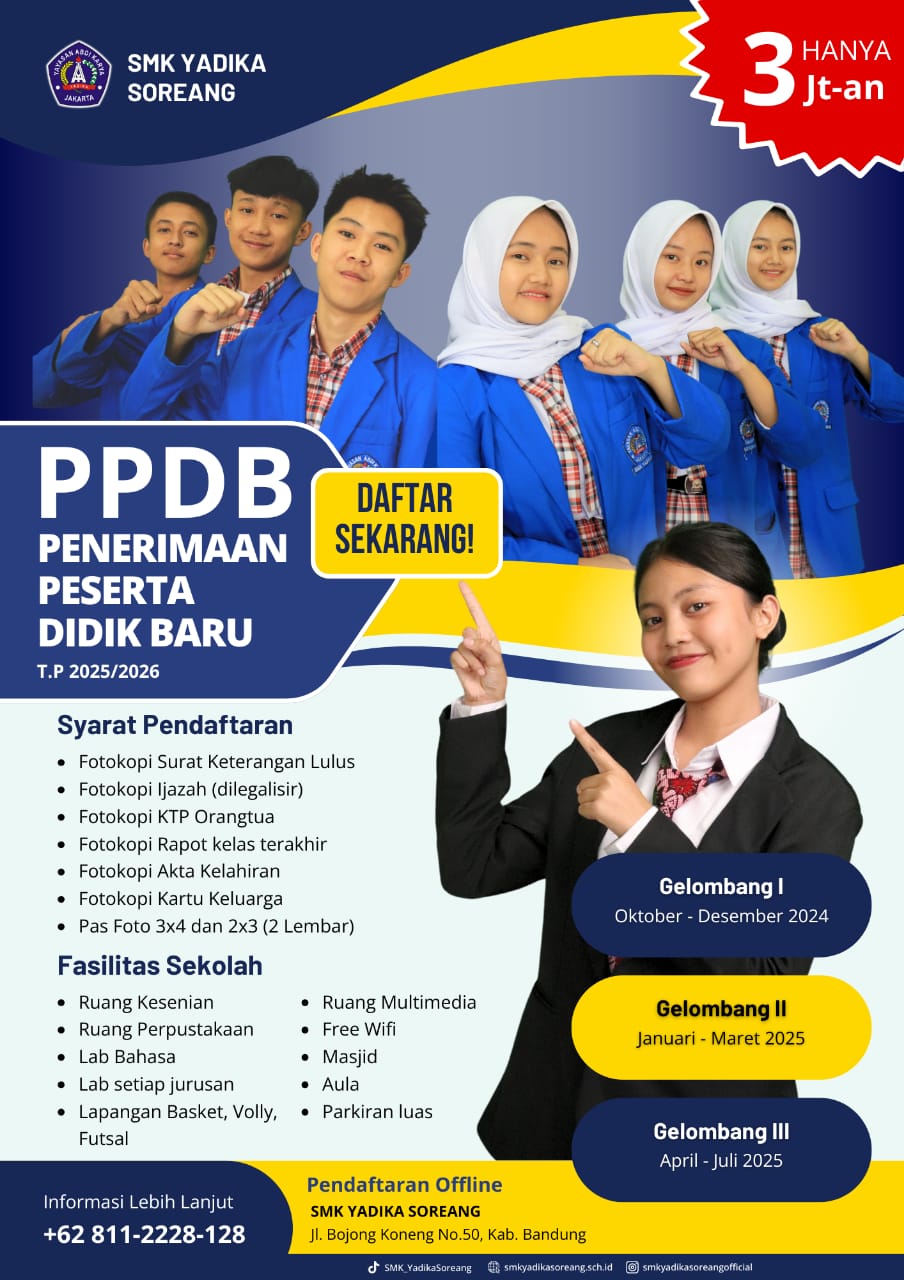 SMK YADIKA
SOREANG
YAYASAN ABDI KARYA
YADIKA
JAKARTA
3
HANYA
Jt-an
PPDB
PENERIMAAN
PESERTA
DIDIK BARU
T.P 2025/2026
DAFTAR
SEKARANG!
Syarat Pendaftaran
• Fotokopi Surat Keterangan Lulus
• Fotokopi Ijazah (dilegalisir)
• Fotokopi KTP Orangtua
• Fotokopi Rapot kelas terakhir
• Fotokopi Akta Kelahiran
• Fotokopi Kartu Keluarga
• Pas Foto 3x4 dan 2x3 (2 Lembar)
Fasilitas Sekolah
• Ruang Kesenian
• Ruang Perpustakaan
• Lab Bahasa
• Lab setiap jurusan
• Lapangan Basket, Volly,
Futsal
• Ruang Multimedia
• Free Wifi
• Masjid
• Aula
• Parkiran luas
Gelombang I
Oktober - Desember 2024
Gelombang II
Januari - Maret 2025
Gelombang III
April - Juli 2025
Informasi Lebih Lanjut
+62 811-2228-128
Pendaftaran Offline
SMK YADIKA SOREANG
Jl. Bojong Koneng No.50, Kab. Bandung
SMK_YadikaSoreang
smkyadikasoreang.sch.id
smkyadikasoreangofficial